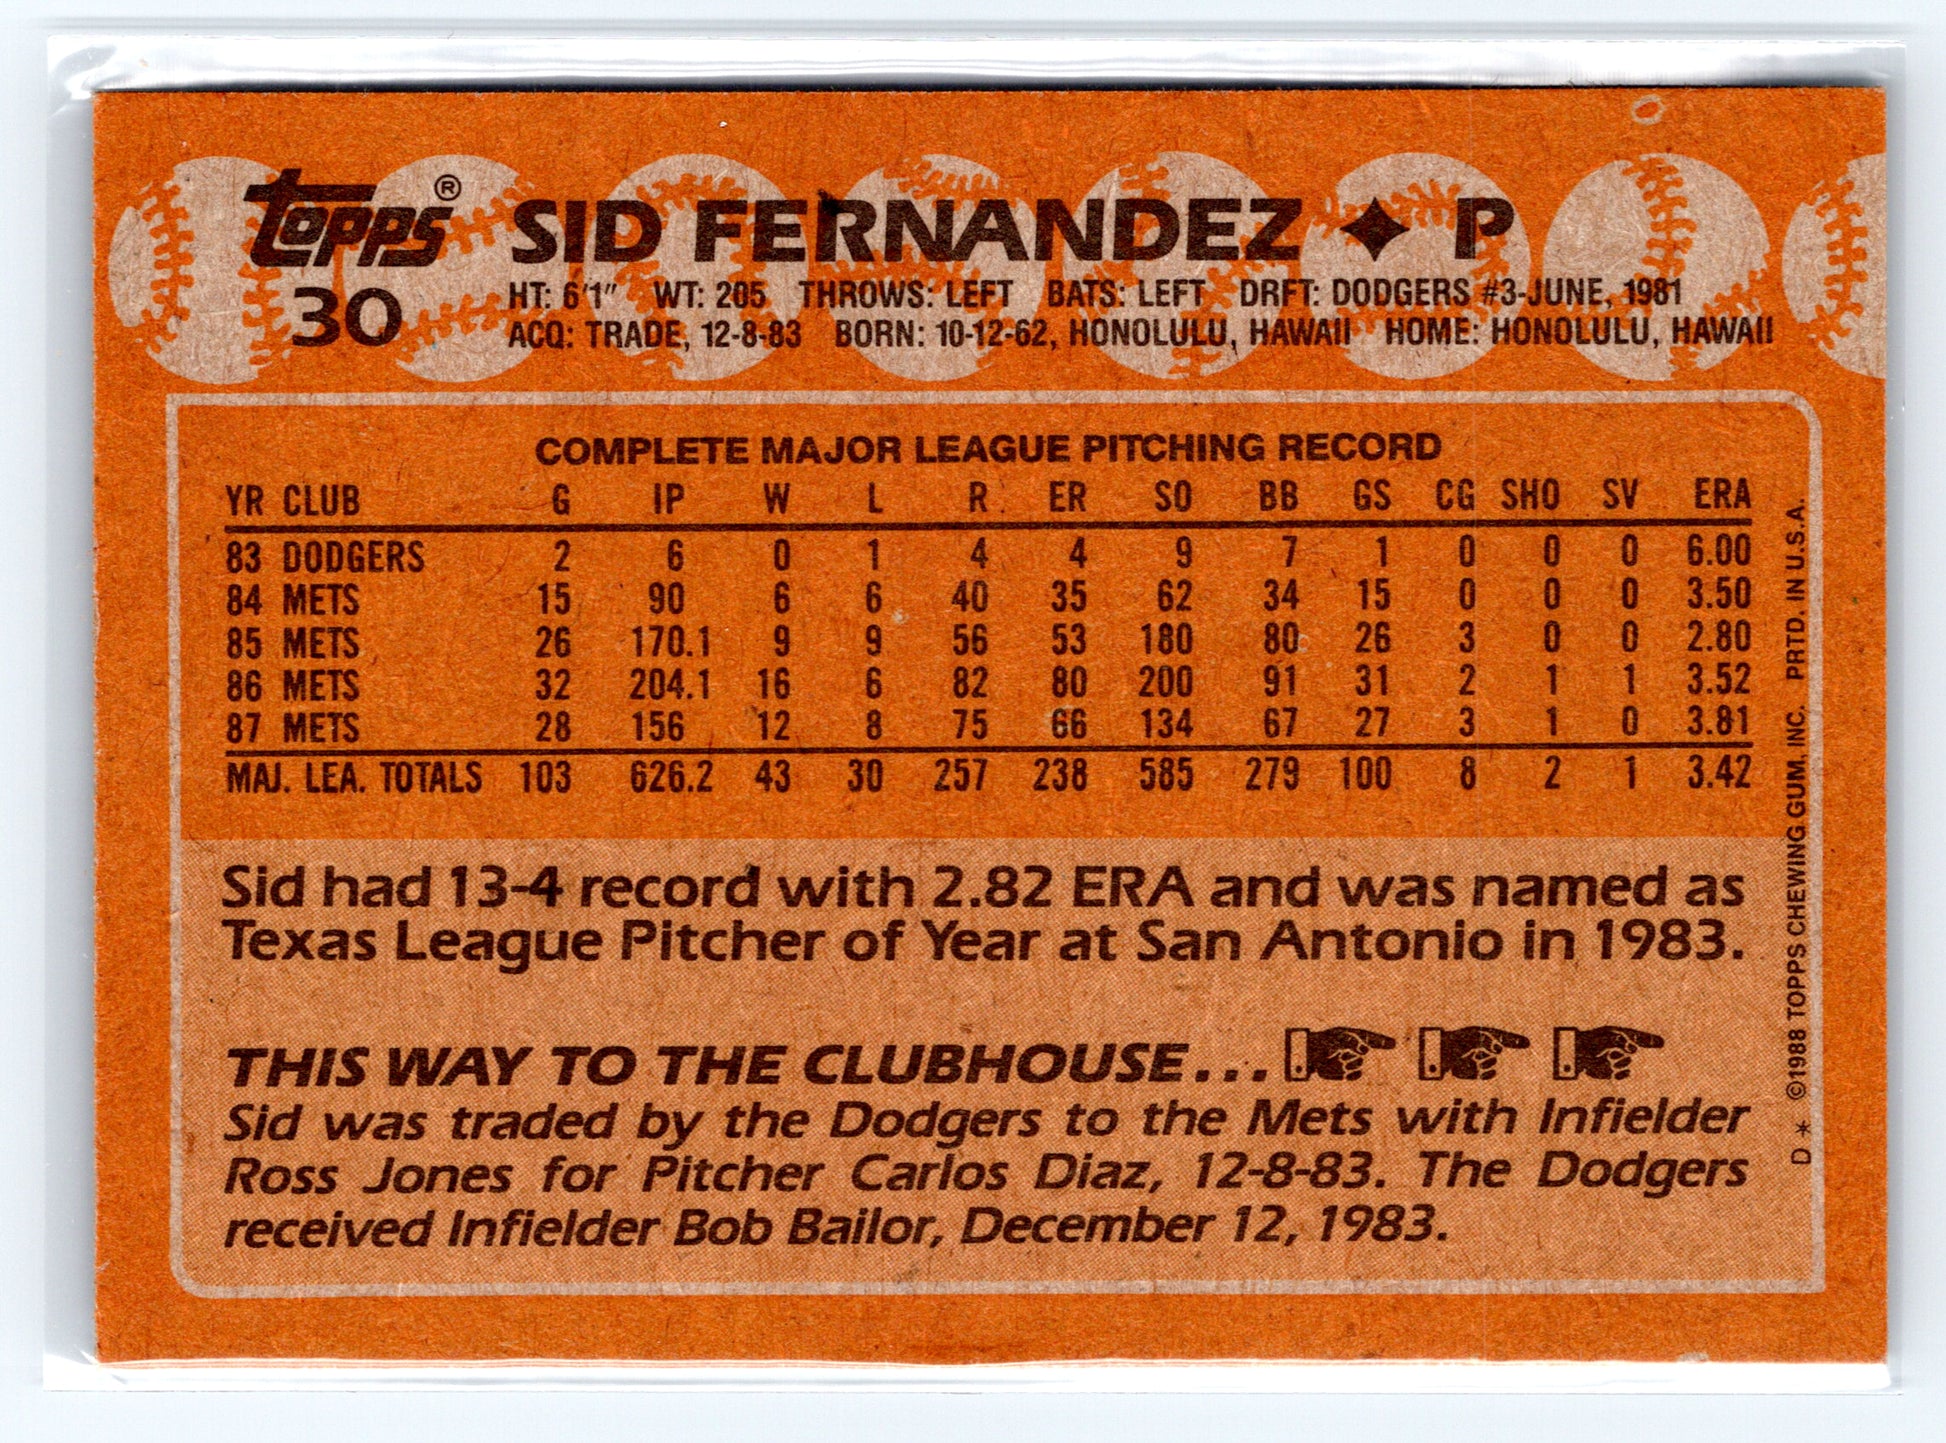 Topps®
SID FERNANDEZ ✦ P
30
HT: 6'1" WT: 205 THROWS: LEFT BATS: LEFT DRFT: DODGERS #3-JUNE, 1981
ACQ: TRADE, 12-8-83 BORN: 10-12-62, HONOLULU, HAWAII HOME: HONOLULU, HAWAII
COMPLETE MAJOR LEAGUE PITCHING RECORD
YR CLUB G IP W L R ER SO BB GS CG SHO SV ERA
83 DODGERS 2 6 0 1 4 4 9 7 1 0 0 0 6.00
84 METS 15 90 6 6 40 35 62 34 15 0 0 0 3.50
85 METS 26 170.1 9 9 56 53 180 80 26 3 0 0 2.80
86 METS 32 204.1 16 6 82 80 200 91 31 2 1 1 3.52
87 METS 28 156 12 8 75 66 134 67 27 3 1 0 3.81
MAJ. LEA. TOTALS 103 626.2 43 30 257 238 585 279 100 8 2 1 3.42
Sid had 13-4 record with 2.82 ERA and was named as
Texas League Pitcher of Year at San Antonio in 1983.
THIS WAY TO THE CLUBHOUSE...
Sid was traded by the Dodgers to the Mets with Infielder
Ross Jones for Pitcher Carlos Diaz, 12-8-83. The Dodgers
received Infielder Bob Bailor, December 12, 1983.
D* ©1988 TOPPS CHEWING GUM, INC. PRTD. IN U.S.A.